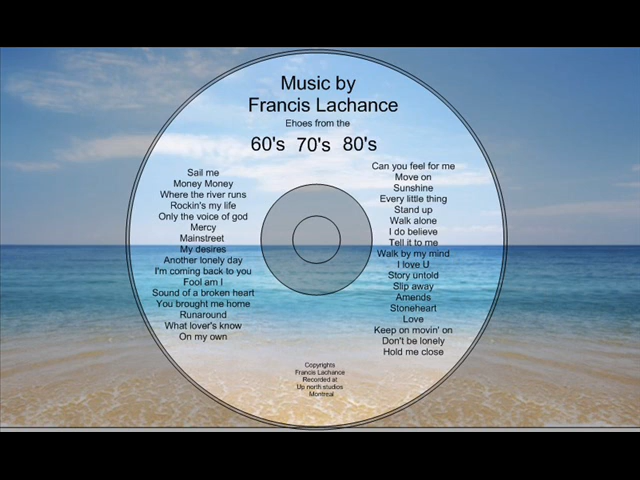 Music by
Francis Lachance
Ehoes from the
60's 70's 80's
Sail me
Money Money
Where the river runs
Rockin's my life
Only the voice of god
Mercy
Mainstreet
My desires
Another lonely day
I'm coming back to you
Fool am I
Sound of a broken heart
You brought me home
Runaround
What lover's know
On my own
Can you feel for me
Move on
Sunshine
Every little thing
Stand up
Walk alone
I do believe
Tell it to me
Walk by my mind
I love U
Story untold
Slip away
Amends
Stoneheart
Love
Keep on movin' on
Don't be lonely
Hold me close
Copyrights
Francis Lachance
Recorded at
Up north studios
Montreal